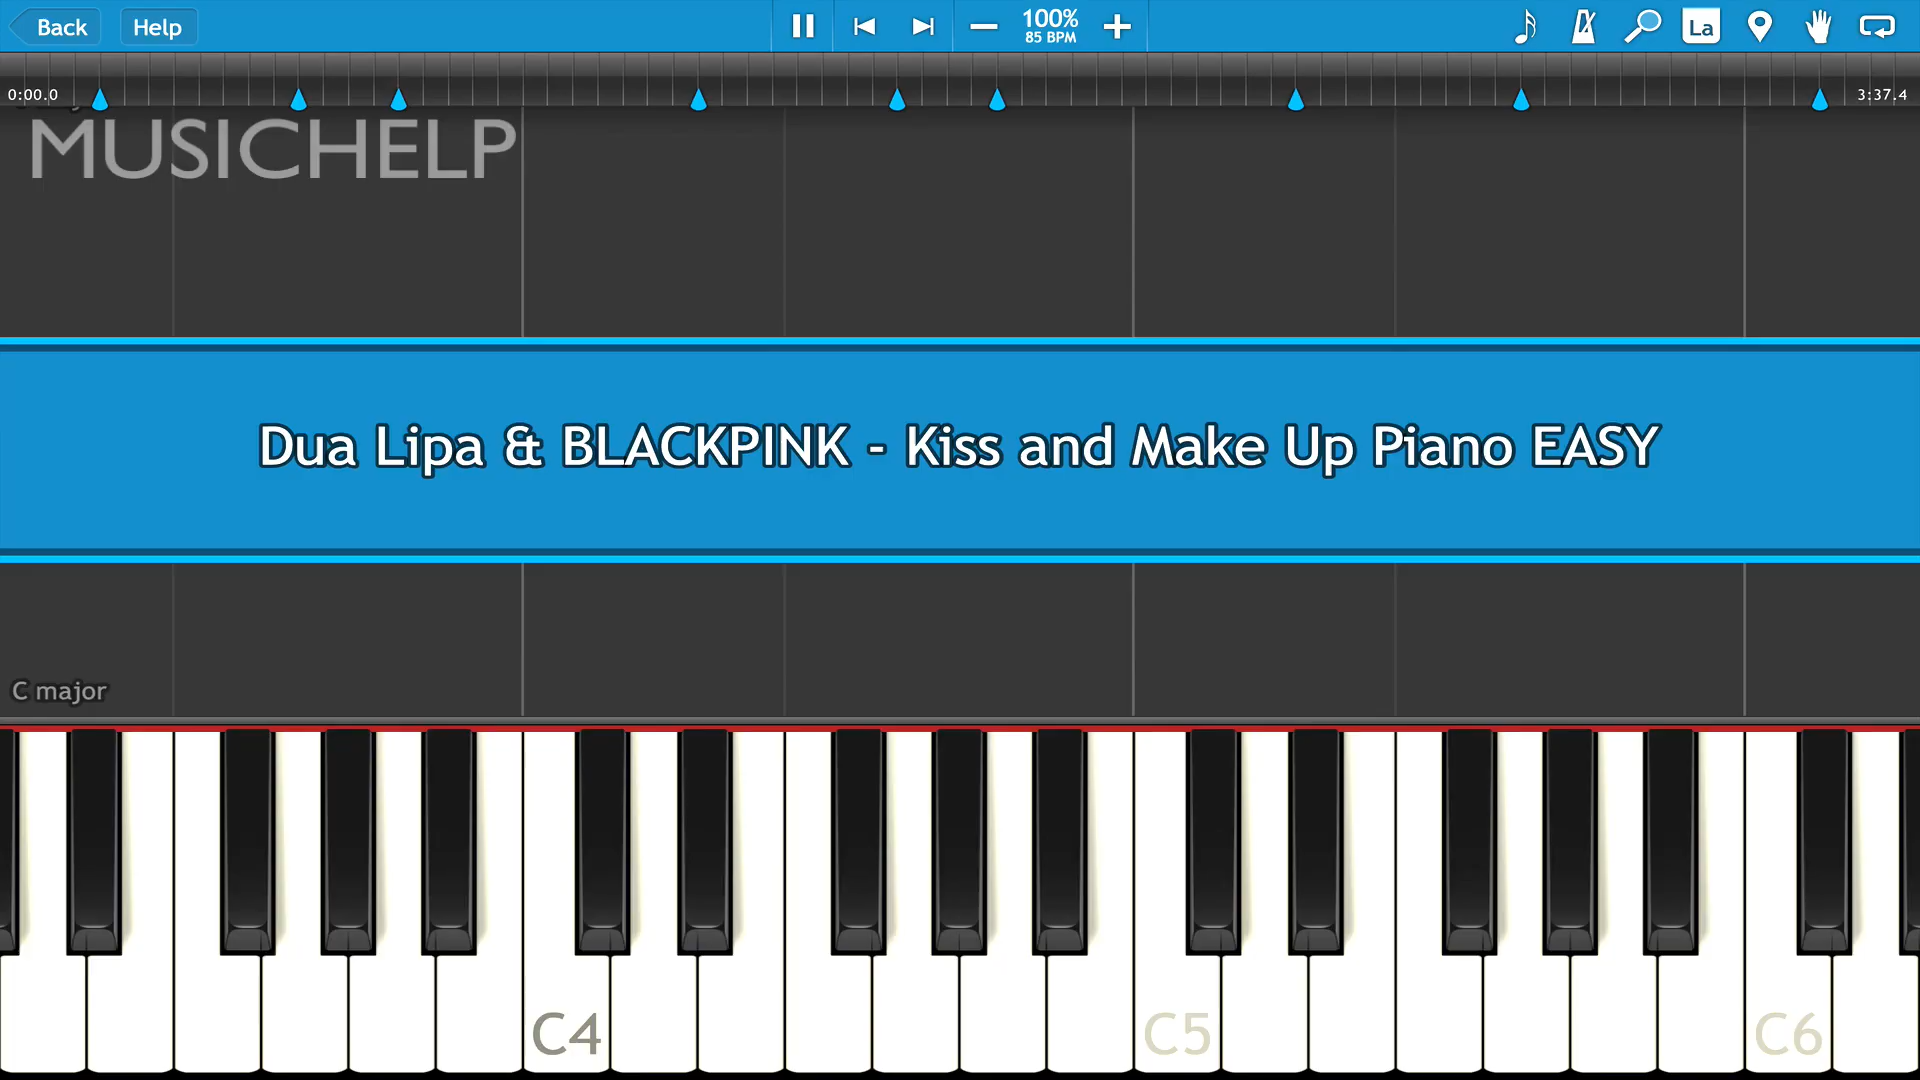 Back
Help
100%
85 BPM
La
0:00.0
3:37.4
MUSICHELP
Dua Lipa & BLACKPINK - Kiss and Make Up Piano EASY
C major
C4
C5
C6